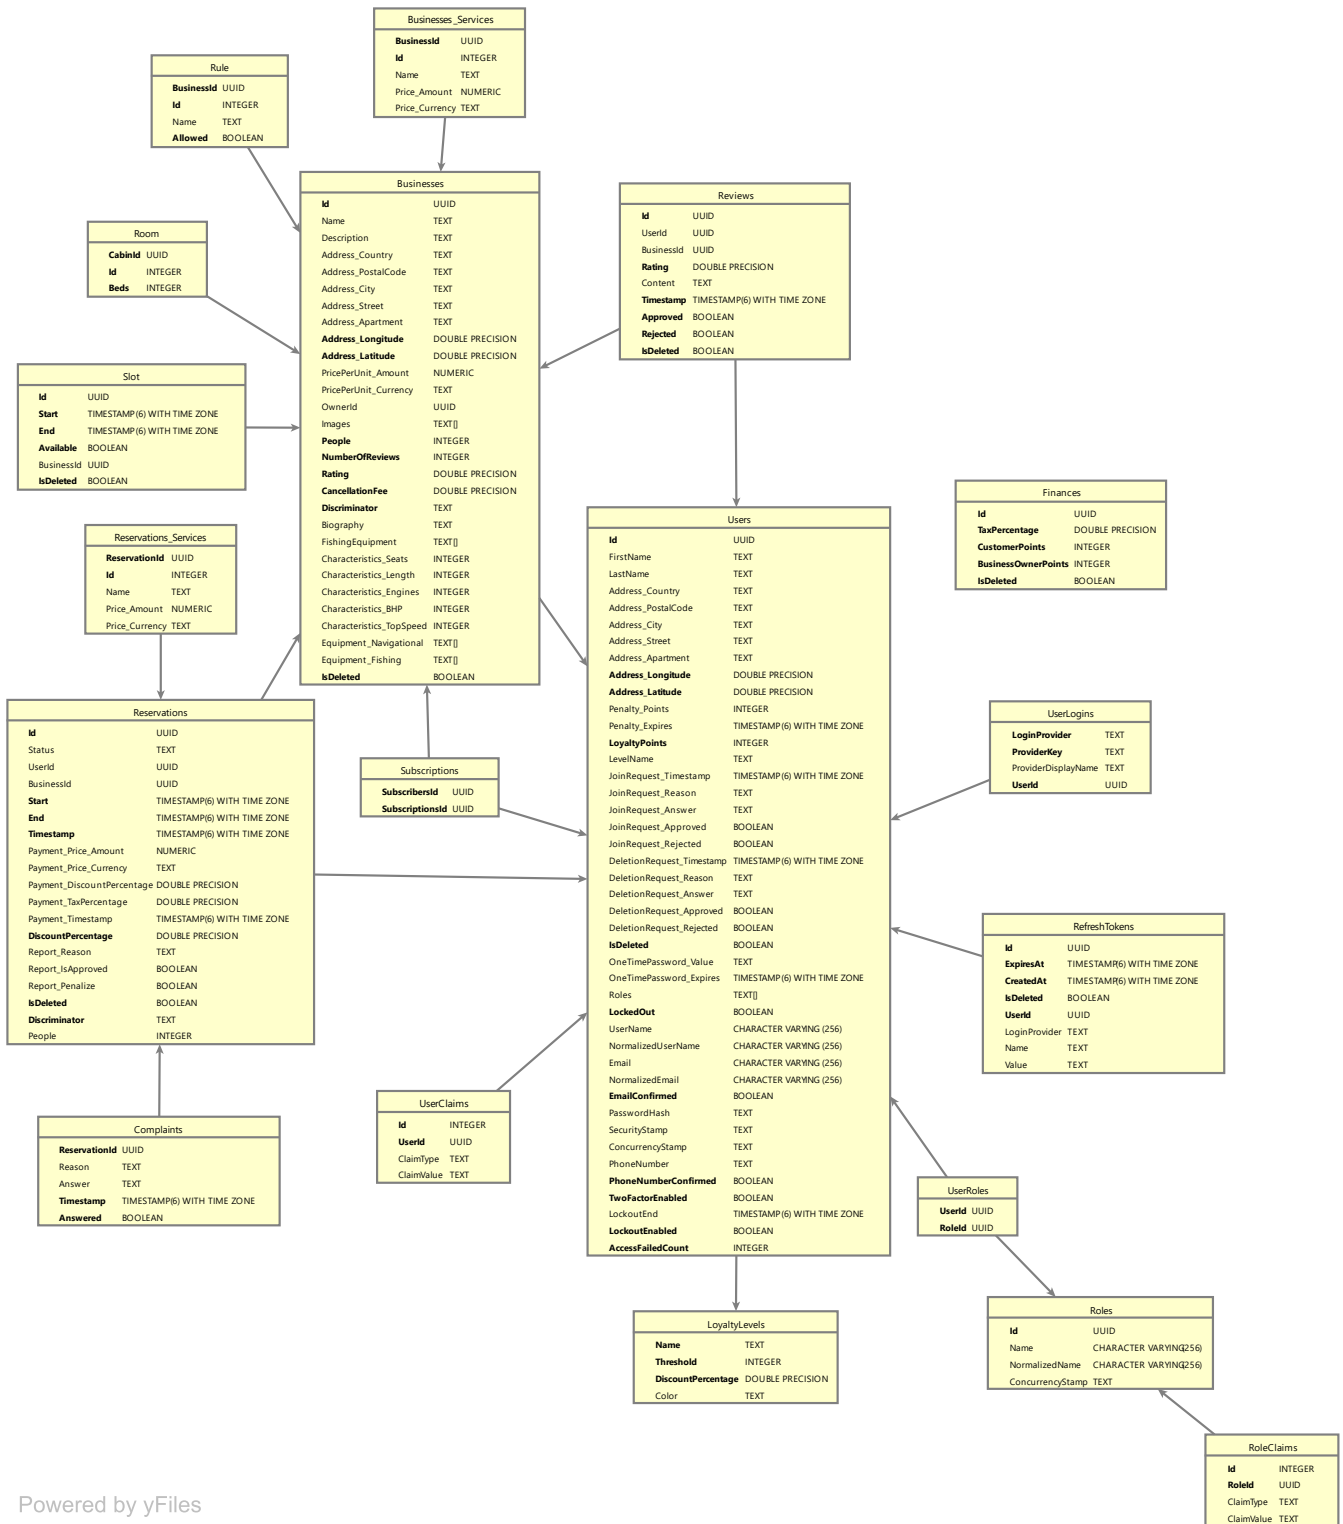 Businesses_Services
BusinessId UUID
Id INTEGER
Name TEXT
Price_Amount NUMERIC
Price_Currency TEXT
Rule
BusinessId UUID
Id INTEGER
Name TEXT
Allowed BOOLEAN
Businesses
Id UUID
Name TEXT
Description TEXT
Address_Country TEXT
Address_PostalCode TEXT
Address_City TEXT
Address_Street TEXT
Address_Apartment TEXT
Address_Longitude DOUBLE PRECISION
Address_Latitude DOUBLE PRECISION
PricePerUnit_Amount NUMERIC
PricePerUnit_Currency TEXT
OwnerId UUID
Images TEXT[]
People INTEGER
NumberOfReviews INTEGER
Rating DOUBLE PRECISION
CancellationFee DOUBLE PRECISION
Discriminator TEXT
Biography TEXT
FishingEquipment TEXT[]
Characteristics_Seats INTEGER
Characteristics_Length INTEGER
Characteristics_Engines INTEGER
Characteristics_BHP INTEGER
Characteristics_TopSpeed INTEGER
Equipment_Navigational TEXT[]
Equipment_Fishing TEXT[]
IsDeleted BOOLEAN
Reviews
Id UUID
UserId UUID
BusinessId UUID
Rating DOUBLE PRECISION
Content TEXT
Timestamp TIMESTAMP(6) WITH TIME ZONE
Approved BOOLEAN
Rejected BOOLEAN
IsDeleted BOOLEAN
Room
CabinId UUID
Id INTEGER
Beds INTEGER
Slot
Id UUID
Start TIMESTAMP(6) WITH TIME ZONE
End TIMESTAMP(6) WITH TIME ZONE
Available BOOLEAN
BusinessId UUID
IsDeleted BOOLEAN
Finances
Id UUID
TaxPercentage DOUBLE PRECISION
CustomerPoints INTEGER
BusinessOwnerPoints INTEGER
IsDeleted BOOLEAN
Users
Id UUID
FirstName TEXT
LastName TEXT
Address_Country TEXT
Address_PostalCode TEXT
Address_City TEXT
Address_Street TEXT
Address_Apartment TEXT
Address_Longitude DOUBLE PRECISION
Address_Latitude DOUBLE PRECISION
Penalty_Points INTEGER
Penalty_Expires TIMESTAMP(6) WITH TIME ZONE
LoyaltyPoints INTEGER
LevelName TEXT
JoinRequest_Timestamp TIMESTAMP(6) WITH TIME ZONE
JoinRequest_Reason TEXT
JoinRequest_Answer TEXT
JoinRequest_Approved BOOLEAN
JoinRequest_Rejected BOOLEAN
DeletionRequest_Timestamp TIMESTAMP(6) WITH TIME ZONE
DeletionRequest_Reason TEXT
DeletionRequest_Answer TEXT
DeletionRequest_Approved BOOLEAN
DeletionRequest_Rejected BOOLEAN
IsDeleted BOOLEAN
OneTimePassword_Value TEXT
OneTimePassword_Expires TIMESTAMP(6) WITH TIME ZONE
Roles TEXT[]
LockedOut BOOLEAN
UserName CHARACTER VARYING (256)
NormalizedUserName CHARACTER VARYING (256)
Email CHARACTER VARYING (256)
NormalizedEmail CHARACTER VARYING (256)
EmailConfirmed BOOLEAN
PasswordHash TEXT
SecurityStamp TEXT
ConcurrencyStamp TEXT
PhoneNumber TEXT
PhoneNumberConfirmed BOOLEAN
TwoFactorEnabled BOOLEAN
LockoutEnd TIMESTAMP(6) WITH TIME ZONE
LockoutEnabled BOOLEAN
AccessFailedCount INTEGER
Reservations_Services
ReservationId UUID
Id INTEGER
Name TEXT
Price_Amount NUMERIC
Price_Currency TEXT
Reservations
Id UUID
Status TEXT
UserId UUID
BusinessId UUID
Start TIMESTAMP(6) WITH TIME ZONE
End TIMESTAMP(6) WITH TIME ZONE
Timestamp TIMESTAMP(6) WITH TIME ZONE
Payment_Price_Amount NUMERIC
Payment_Price_Currency TEXT
Payment_DiscountPercentage DOUBLE PRECISION
Payment_TaxPercentage DOUBLE PRECISION
Payment_Timestamp TIMESTAMP(6) WITH TIME ZONE
DiscountPercentage DOUBLE PRECISION
Report_Reason TEXT
Report_IsApproved BOOLEAN
Report_Penalize BOOLEAN
IsDeleted BOOLEAN
Discriminator TEXT
People INTEGER
Subscriptions
SubscribersId UUID
SubscriptionsId UUID
UserLogins
LoginProvider TEXT
ProviderKey TEXT
ProviderDisplayName TEXT
UserId UUID
RefreshTokens
Id UUID
ExpiresAt TIMESTAMP(6) WITH TIME ZONE
CreatedAt TIMESTAMP(6) WITH TIME ZONE
IsDeleted BOOLEAN
UserId UUID
LoginProvider TEXT
Name TEXT
Value TEXT
UserClaims
Id INTEGER
UserId UUID
ClaimType TEXT
ClaimValue TEXT
Complaints
ReservationId UUID
Reason TEXT
Answer TEXT
Timestamp TIMESTAMP(6) WITH TIME ZONE
Answered BOOLEAN
UserRoles
UserId UUID
RoleId UUID
LoyaltyLevels
Name TEXT
Threshold INTEGER
DiscountPercentage DOUBLE PRECISION
Color TEXT
Roles
Id UUID
Name CHARACTER VARYING(256)
NormalizedName CHARACTER VARYING(256)
ConcurrencyStamp TEXT
RoleClaims
Id INTEGER
RoleId UUID
ClaimType TEXT
ClaimValue TEXT
Powered by yFiles